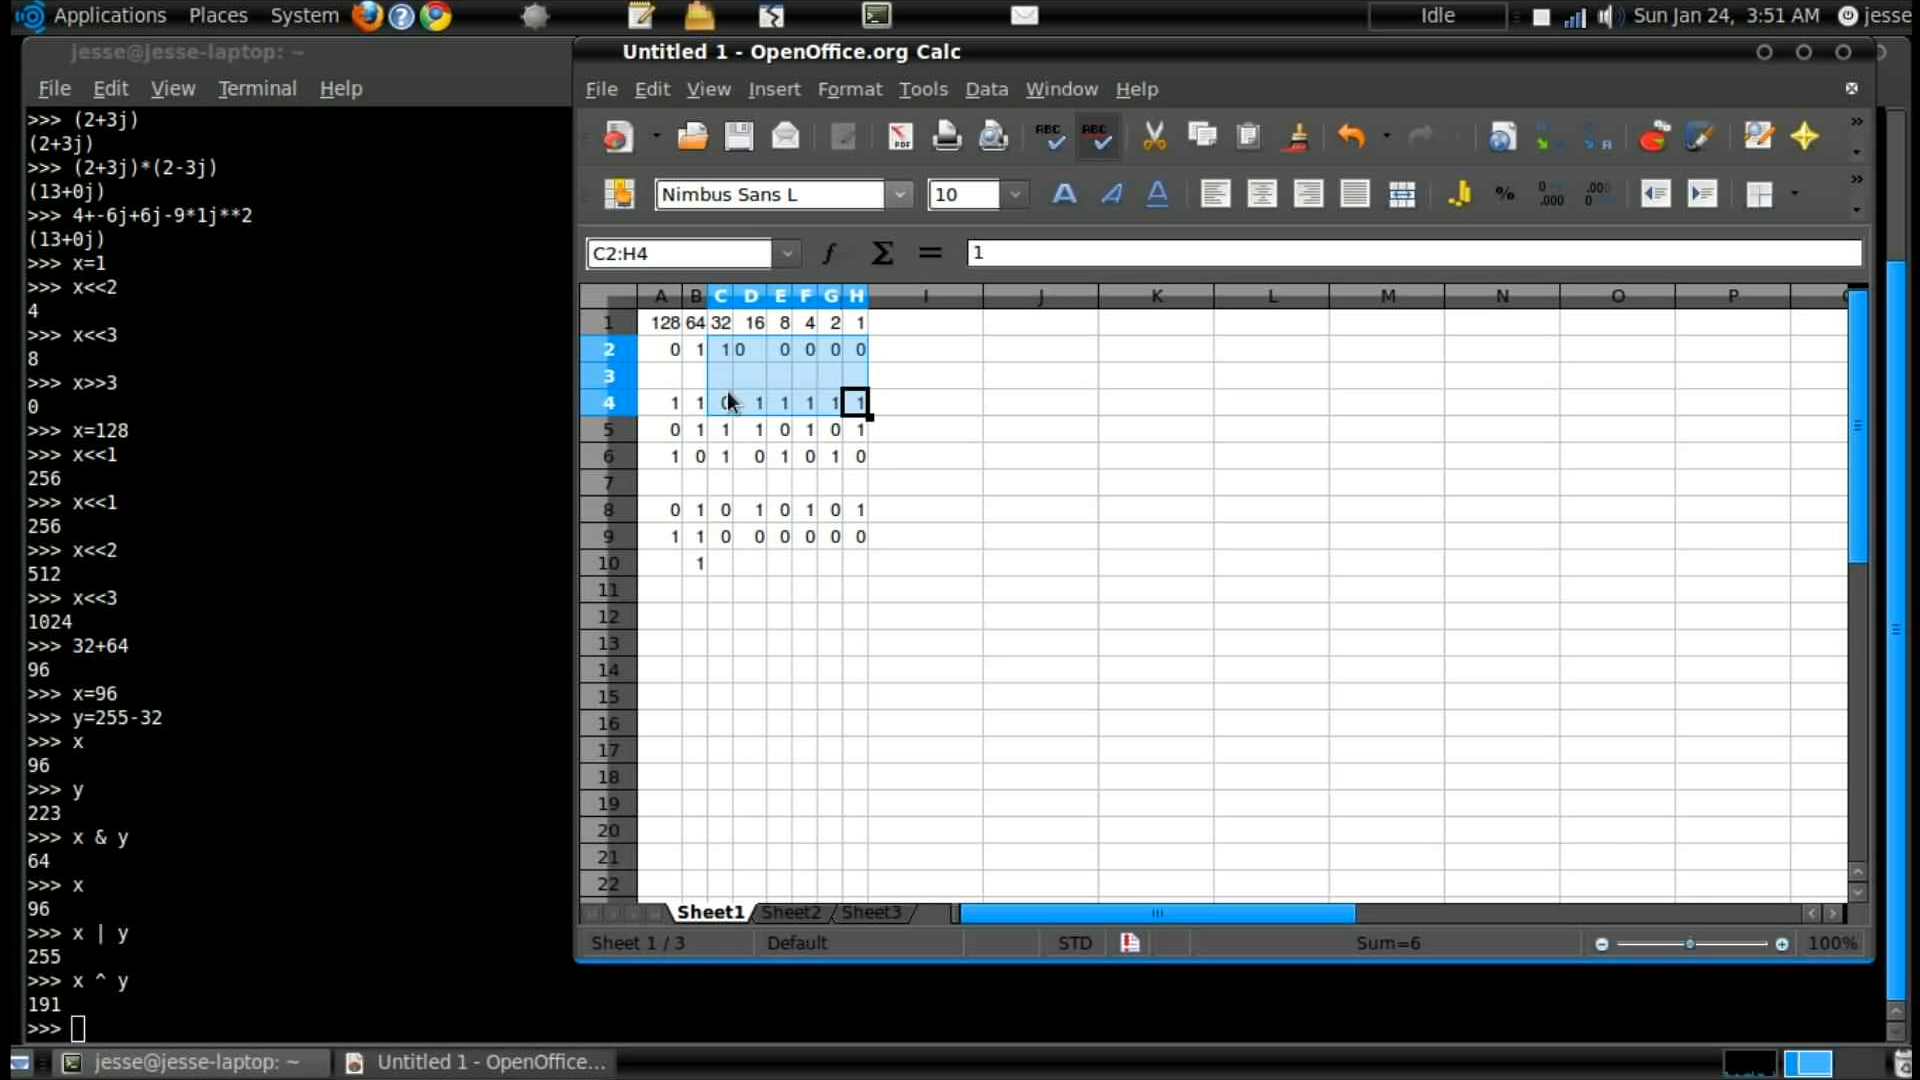 Applications Places System Idle Sun Jan 24, 3:51 AM jesse
jesse@jesse-laptop: ~
File Edit View Terminal Help
>>> (2+3j)
(2+3j)
>>> (2+3j)*(2-3j)
(13+0j)
>>> 4+-6j+6j-9*1j**2
(13+0j)
>>> x=1
>>> x<<2
4
>>> x<<3
8
>>> x>>3
0
>>> x=128
>>> x<<1
256
>>> x<<1
256
>>> x<<2
512
>>> x<<3
1024
>>> 32+64
96
>>> x=96
>>> y=255-32
>>> x
96
>>> y
223
>>> x & y
64
>>> x
96
>>> x | y
255
>>> x ^ y
191
>>>
Untitled 1 - OpenOffice.org Calc
File Edit View Insert Format Tools Data Window Help
ABC ABC PDF
Nimbus Sans L 10 A A A %
C2:H4 f Σ = 1
A B C D E F G H I J K L M N O P
1 128 64 32 16 8 4 2 1
2 0 1 1 0 0 0 0 0
3
4 1 1 0 1 1 1 1 1
5 0 1 1 1 0 1 0 1
6 1 0 1 0 1 0 1 0
7
8 0 1 0 1 0 1 0 1
9 1 1 0 0 0 0 0 0
10 1
11
12
13
14
15
16
17
18
19
20
21
22
Sheet1 Sheet2 Sheet3
Sheet 1 / 3 Default STD Sum=6 100%
jesse@jesse-laptop: ~ Untitled 1 - OpenOffice...